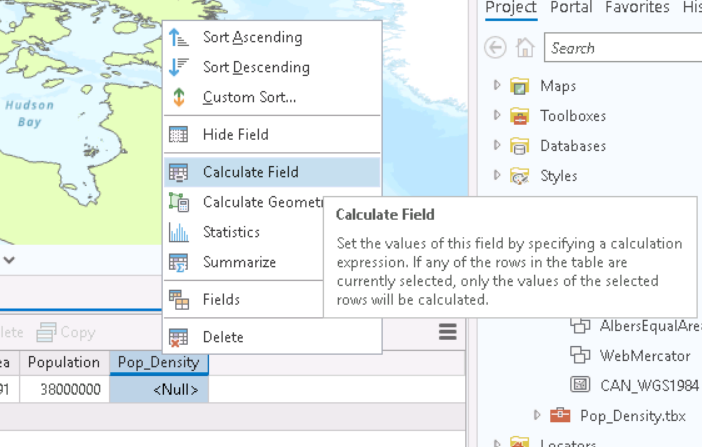 Project Portal Favorites His
Search
Sort Ascending
Sort Descending
Custom Sort...
Hide Field
Calculate Field
Calculate Geometr
Statistics
Summarize
Fields
Delete
Hudson
Bay
Maps
Toolboxes
Databases
Styles
Calculate Field
Set the values of this field by specifying a calculation
expression. If any of the rows in the table are
currently selected, only the values of the selected
rows will be calculated.
AlbersEqualArea
WebMercator
CAN_WGS1984
Pop_Density.tbx
Locators
lete Copy
ea Population Pop_Density
91 38000000 <Null>